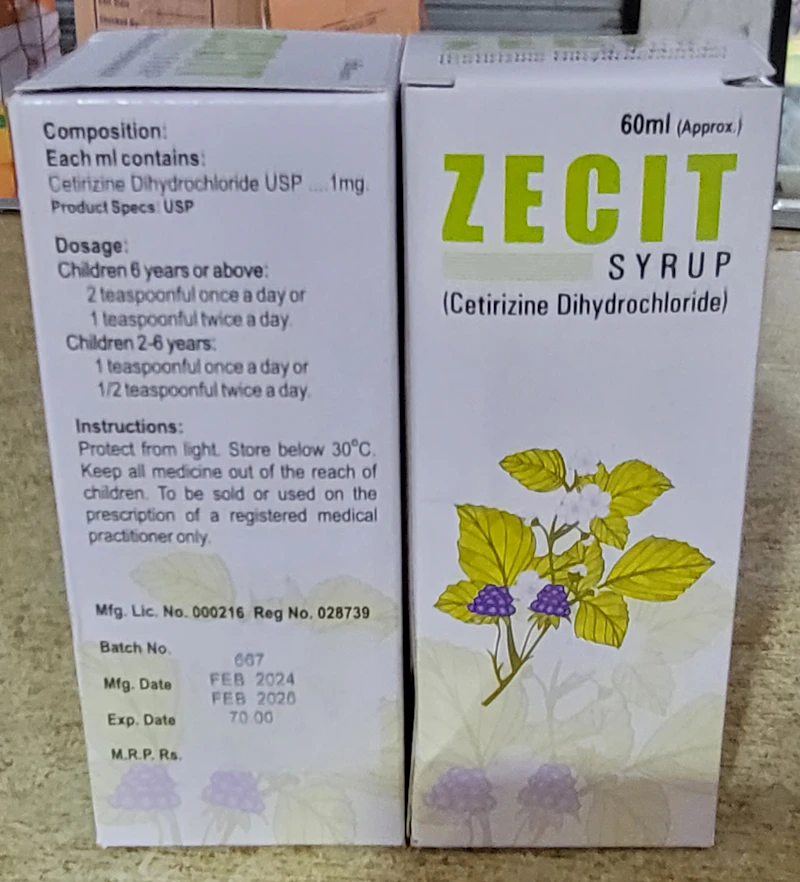 Composition:
Each ml contains:
Cetirizine Dihydrochloride USP ....1mg.
Product Specs: USP
Dosage:
Children 6 years or above:
2 teaspoonful once a day or
1 teaspoonful twice a day.
Children 2-6 years:
1 teaspoonful once a day or
1/2 teaspoonful twice a day.
Instructions:
Protect from light. Store below 30°C.
Keep all medicine out of the reach of
children. To be sold or used on the
prescription of a registered medical
practitioner only.
Mfg. Lic. No. 000216 Reg No. 028739
Batch No.
667
Mfg. Date
FEB 2024
FEB 2026
Exp. Date
70.00
M.R.P. Rs.
60ml (Approx.)
ZECIT
SYRUP
(Cetirizine Dihydrochloride)